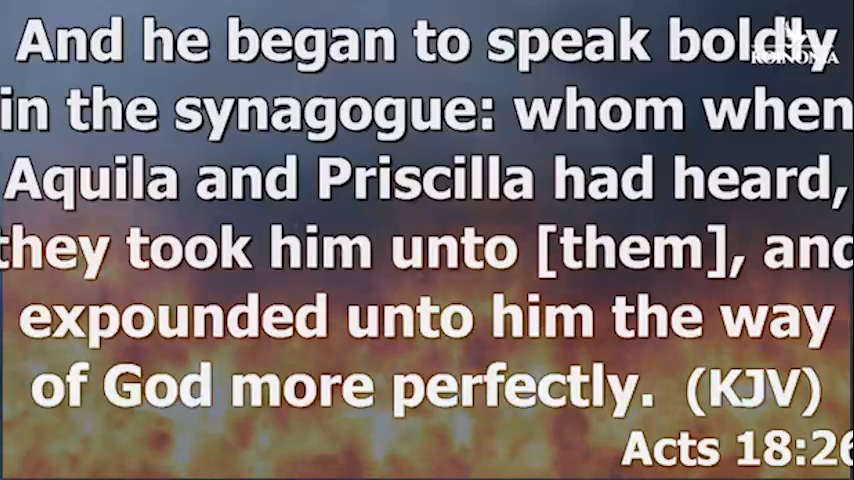 And he began to speak boldly
KOINONIA
in the synagogue: whom when
Aquila and Priscilla had heard,
they took him unto [them], and
expounded unto him the way
of God more perfectly. (KJV)
Acts 18:26